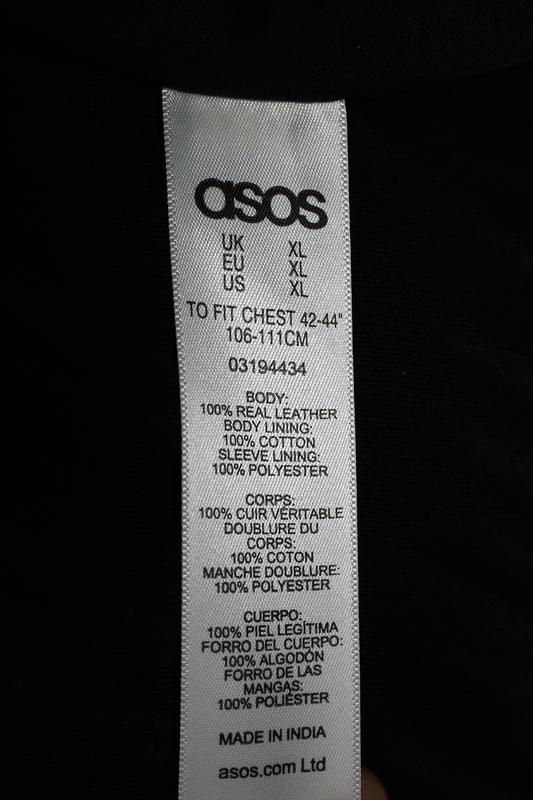 asos
UK XL
EU XL
US XL
TO FIT CHEST 42-44"
106-111CM
03194434
BODY:
100% REAL LEATHER
BODY LINING:
100% COTTON
SLEEVE LINING:
100% POLYESTER
CORPS:
100% CUIR VÉRITABLE
DOUBLURE DU
CORPS:
100% COTON
MANCHE DOUBLURE:
100% POLYESTER
CUERPO:
100% PIEL LEGÍTIMA
FORRO DEL CUERPO:
100% ALGODÓN
FORRO DE LAS
MANGAS:
100% POLIÉSTER
MADE IN INDIA
asos.com Ltd